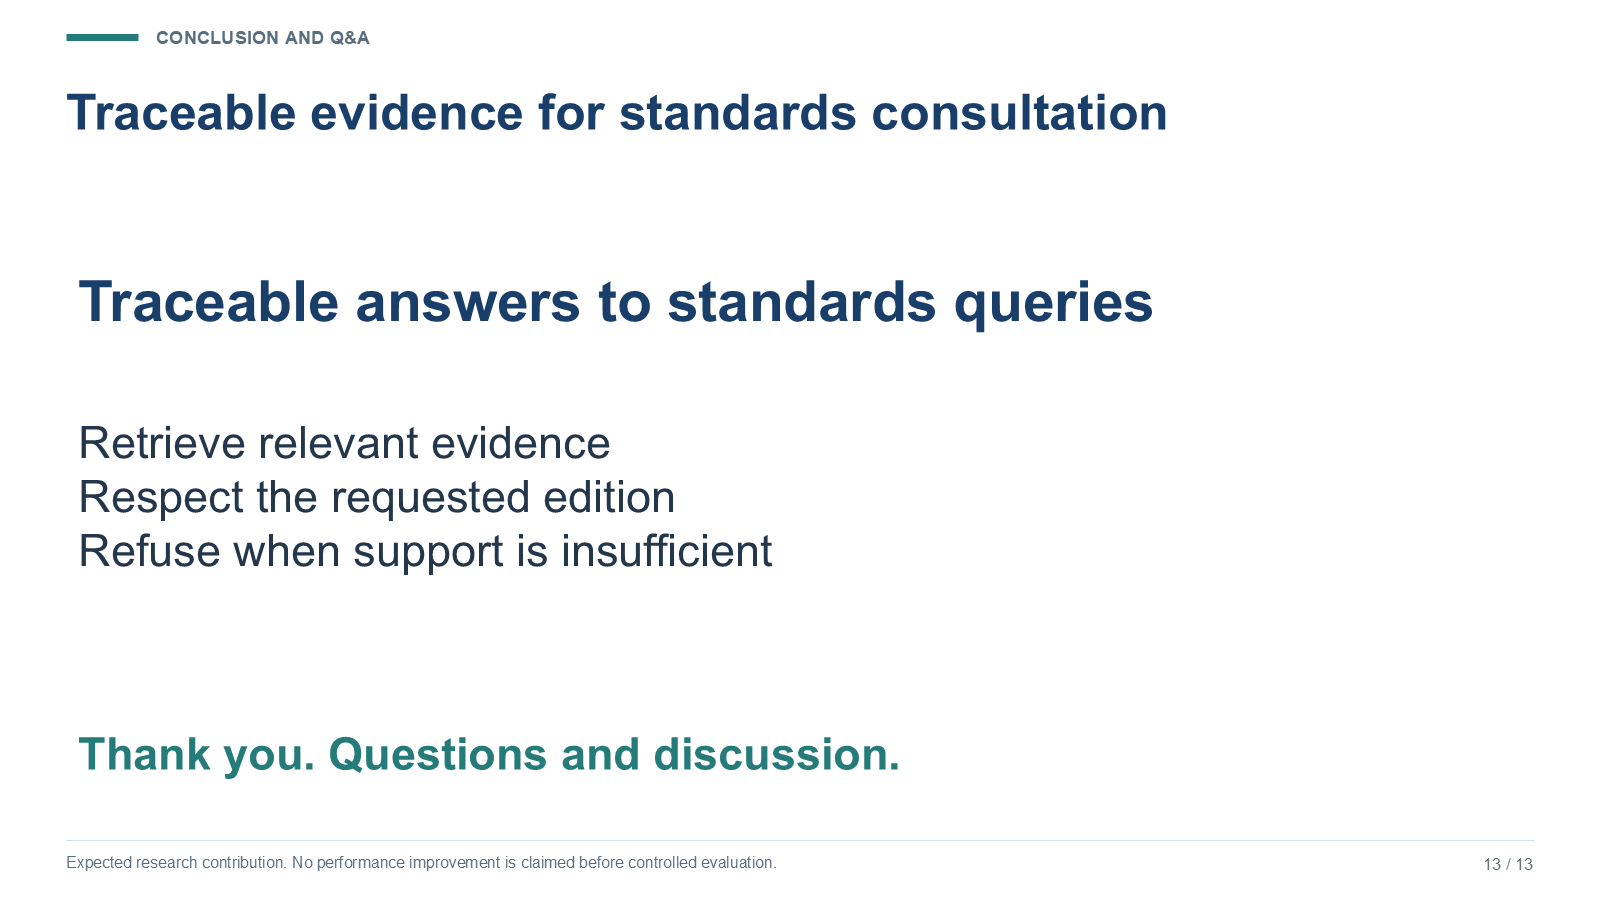 CONCLUSION AND Q&A
Traceable evidence for standards consultation
Traceable answers to standards queries
Retrieve relevant evidence
Respect the requested edition
Refuse when support is insufficient
Thank you. Questions and discussion.
Expected research contribution. No performance improvement is claimed before controlled evaluation.
13 / 13